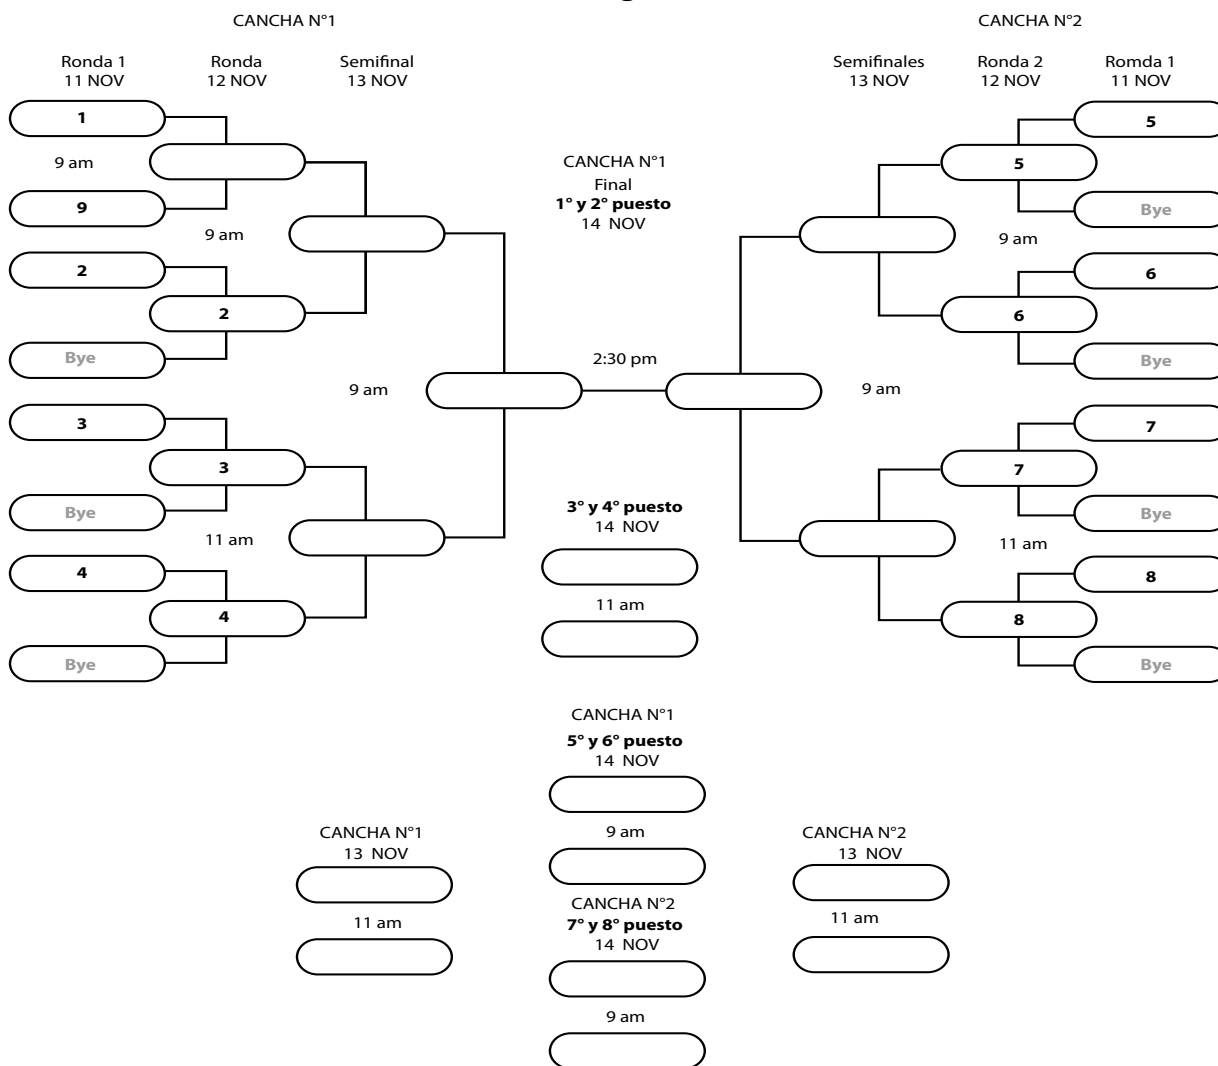 CANCHA N°1
CANCHA N°2
Ronda 1
11 NOV
Ronda
12 NOV
Semifinal
13 NOV
Semifinales
13 NOV
Ronda 2
12 NOV
Romda 1
11 NOV
1
9 am
9
9 am
2
2
Bye
9 am
3
3
Bye
11 am
4
4
Bye
CANCHA N°1
Final
1° y 2° puesto
14 NOV
2:30 pm
3° y 4° puesto
14 NOV
11 am
5
5
Bye
9 am
6
6
Bye
9 am
7
7
Bye
11 am
8
8
Bye
CANCHA N°1
5° y 6° puesto
14 NOV
9 am
CANCHA N°1
13 NOV
11 am
CANCHA N°2
13 NOV
11 am
CANCHA N°2
7° y 8° puesto
14 NOV
9 am